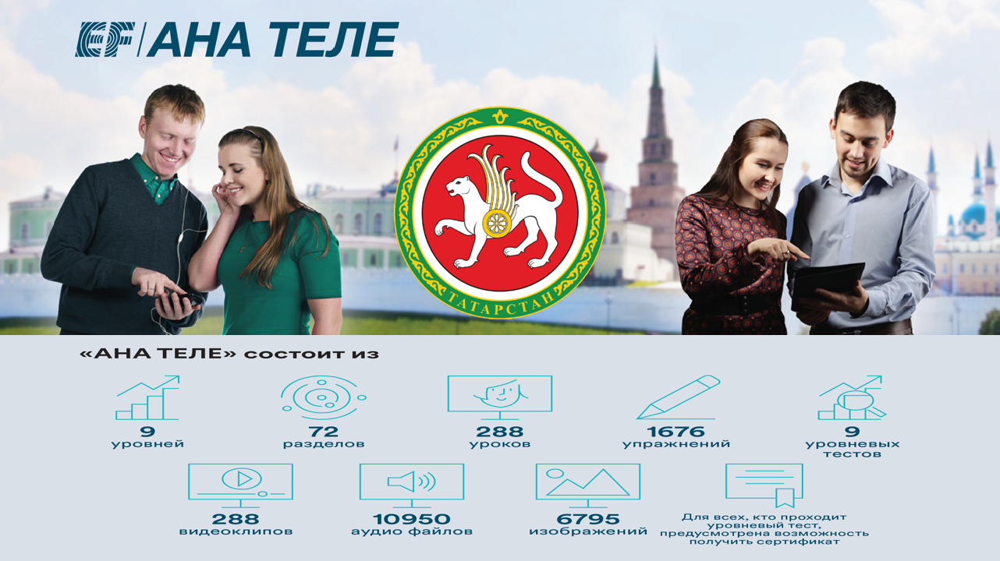 EF АНА ТЕЛЕ
ТАТАРСТАН
«АНА ТЕЛЕ» состоит из
9
уровней
72
разделов
288
уроков
1676
упражнений
9
уровневых
тестов
288
видеоклипов
10950
аудио файлов
6795
изображений
Для всех, кто проходит
уровневый тест,
предусмотрена возможность
получить сертификат